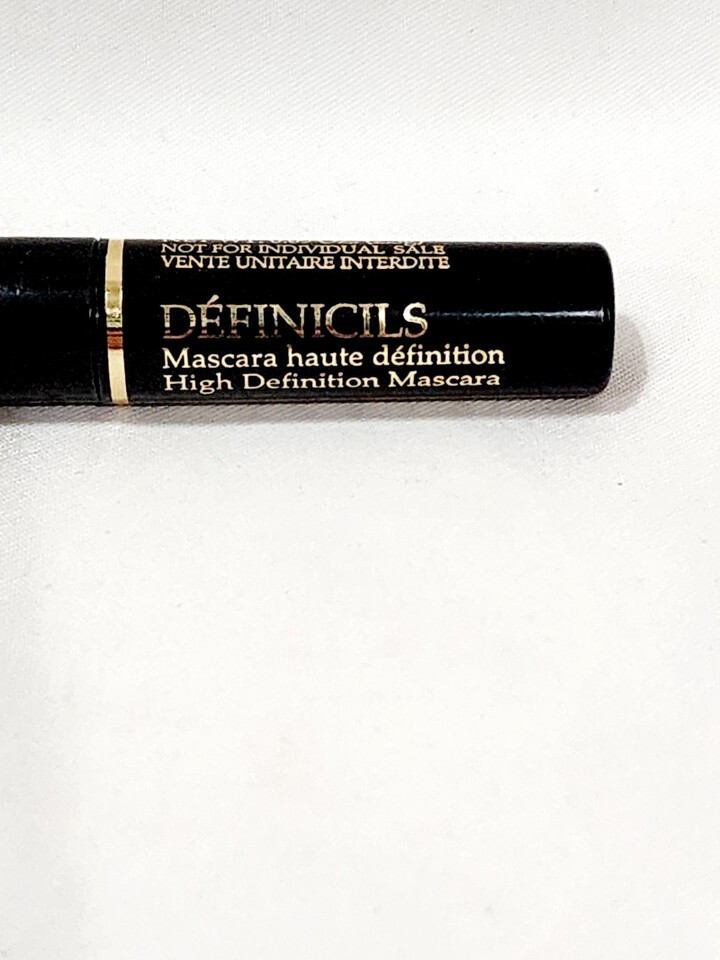 NOT FOR INDIVIDUAL SALE
VENTE UNITAIRE INTERDITE
DÉFINICILS
Mascara haute définition
High Definition Mascara